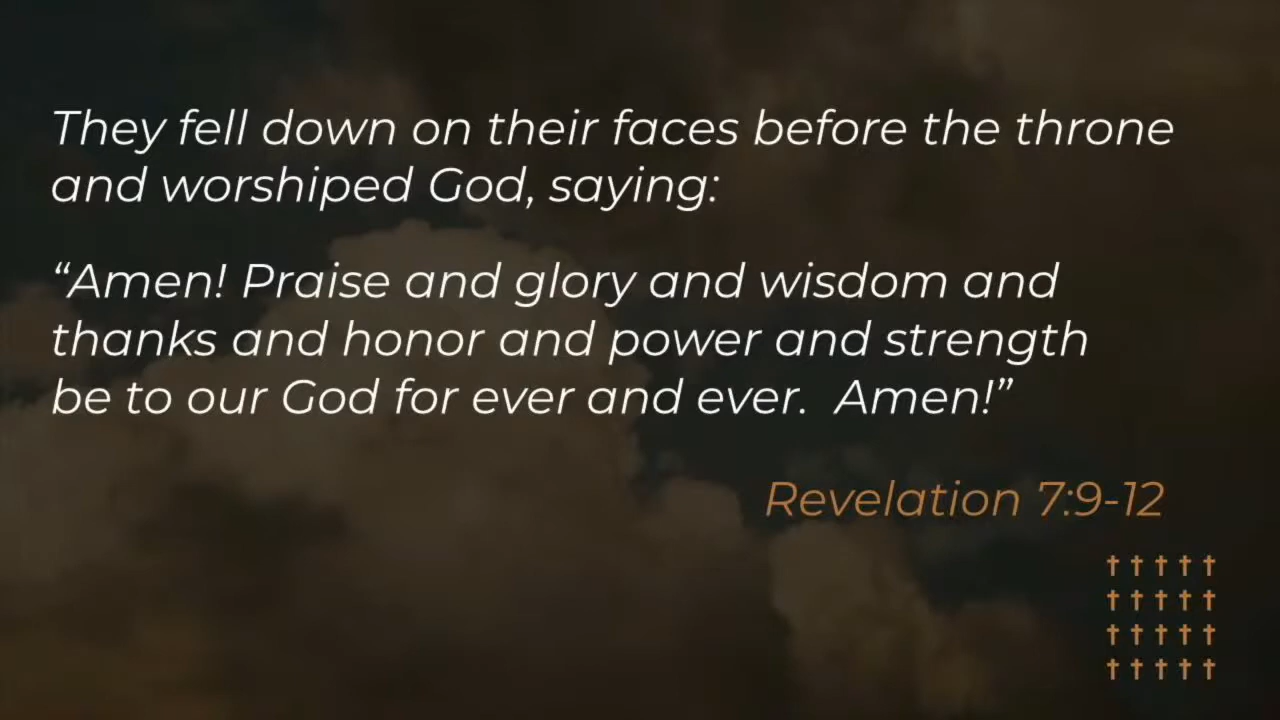 They fell down on their faces before the throne
and worshiped God, saying:
“Amen! Praise and glory and wisdom and
thanks and honor and power and strength
be to our God for ever and ever.  Amen!”
Revelation 7:9-12